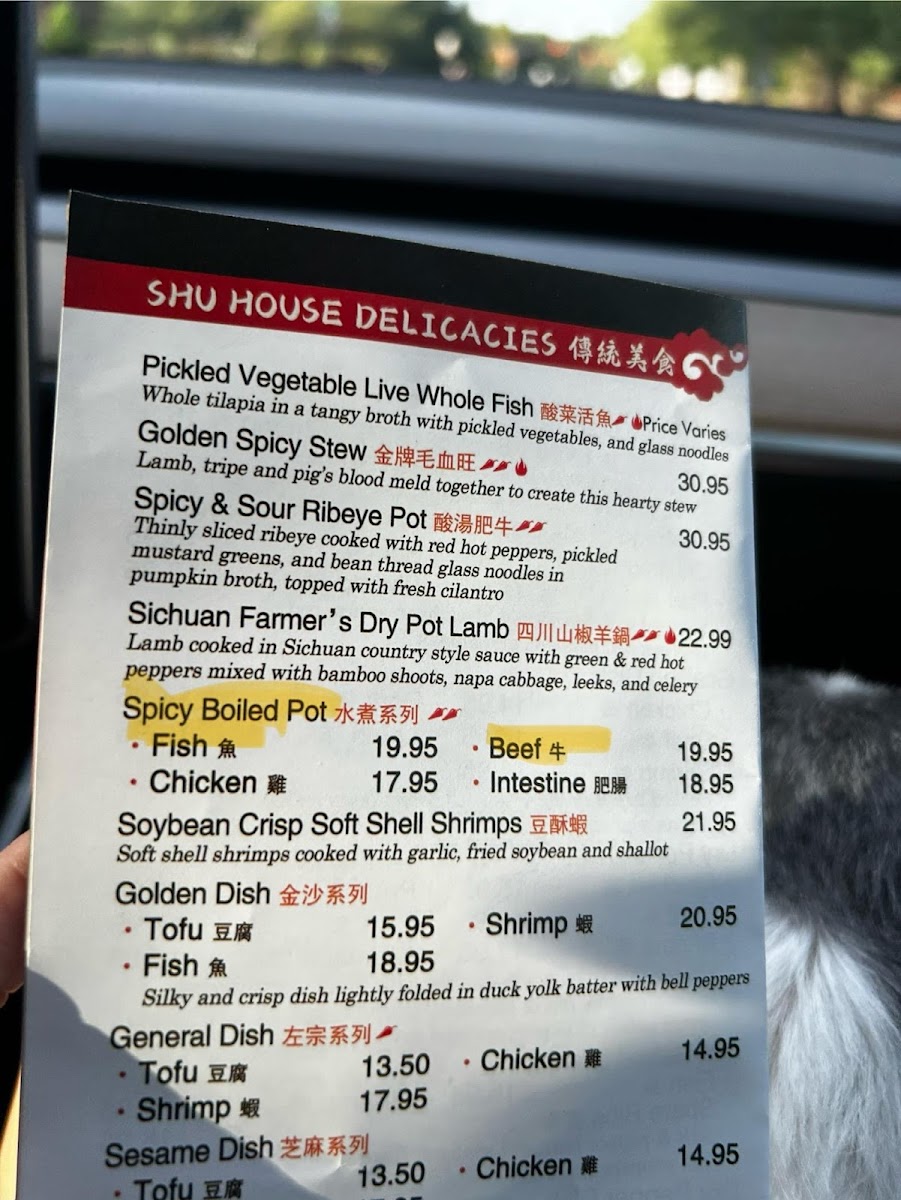 SHU HOUSE DELICACIES 傳統美食
Pickled Vegetable Live Whole Fish 酸菜活魚 Price Varies
Whole tilapia in a tangy broth with pickled vegetables, and glass noodles
Golden Spicy Stew 金牌毛血旺 30.95
Lamb, tripe and pig's blood meld together to create this hearty stew
Spicy & Sour Ribeye Pot 酸湯肥牛 30.95
Thinly sliced ribeye cooked with red hot peppers, pickled
mustard greens, and bean thread glass noodles in
pumpkin broth, topped with fresh cilantro
Sichuan Farmer's Dry Pot Lamb 四川山椒羊鍋 22.99
Lamb cooked in Sichuan country style sauce with green & red hot
peppers mixed with bamboo shoots, napa cabbage, leeks, and celery
Spicy Boiled Pot 水煮系列
• Fish 魚 19.95 • Beef 牛 19.95
• Chicken 雞 17.95 • Intestine 肥腸 18.95
Soybean Crisp Soft Shell Shrimps 豆酥蝦 21.95
Soft shell shrimps cooked with garlic, fried soybean and shallot
Golden Dish 金沙系列
• Tofu 豆腐 15.95 • Shrimp 蝦 20.95
• Fish 魚 18.95
Silky and crisp dish lightly folded in duck yolk batter with bell peppers
General Dish 左宗系列
• Tofu 豆腐 13.50 • Chicken 雞 14.95
• Shrimp 蝦 17.95
Sesame Dish 芝麻系列
• Tofu 豆腐 13.50 • Chicken 雞 14.95